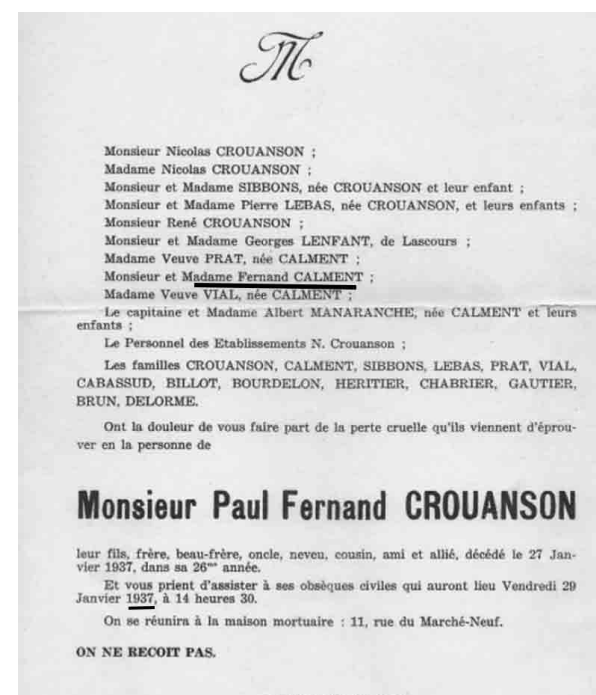 M
Monsieur Nicolas CROUANSON ;
Madame Nicolas CROUANSON ;
Monsieur et Madame SIBBONS, née CROUANSON et leur enfant ;
Monsieur et Madame Pierre LEBAS, née CROUANSON, et leurs enfants ;
Monsieur René CROUANSON ;
Monsieur et Madame Georges LENFANT, de Lascours ;
Madame Veuve PRAT, née CALMENT ;
Monsieur et Madame Fernand CALMENT ;
Madame Veuve VIAL, née CALMENT ;
Le capitaine et Madame Albert MANARANCHE, née CALMENT et leurs
enfants ;
Le Personnel des Etablissements N. Crouanson ;
Les familles CROUANSON, CALMENT, SIBBONS, LEBAS, PRAT, VIAL,
CABASSUD, BILLOT, BOURDELON, HERITIER, CHABRIER, GAUTIER,
BRUN, DELORME.
Ont la douleur de vous faire part de la perte cruelle qu'ils viennent d'éprou-
ver en la personne de
Monsieur Paul Fernand CROUANSON
leur fils, frère, beau-frère, oncle, neveu, cousin, ami et allié, décédé le 27 Jan-
vier 1937, dans sa 26me année.
Et vous prient d'assister à ses obsèques civiles qui auront lieu Vendredi 29
Janvier 1937, à 14 heures 30.
On se réunira à la maison mortuaire : 11, rue du Marché-Neuf.
ON NE RECOIT PAS.